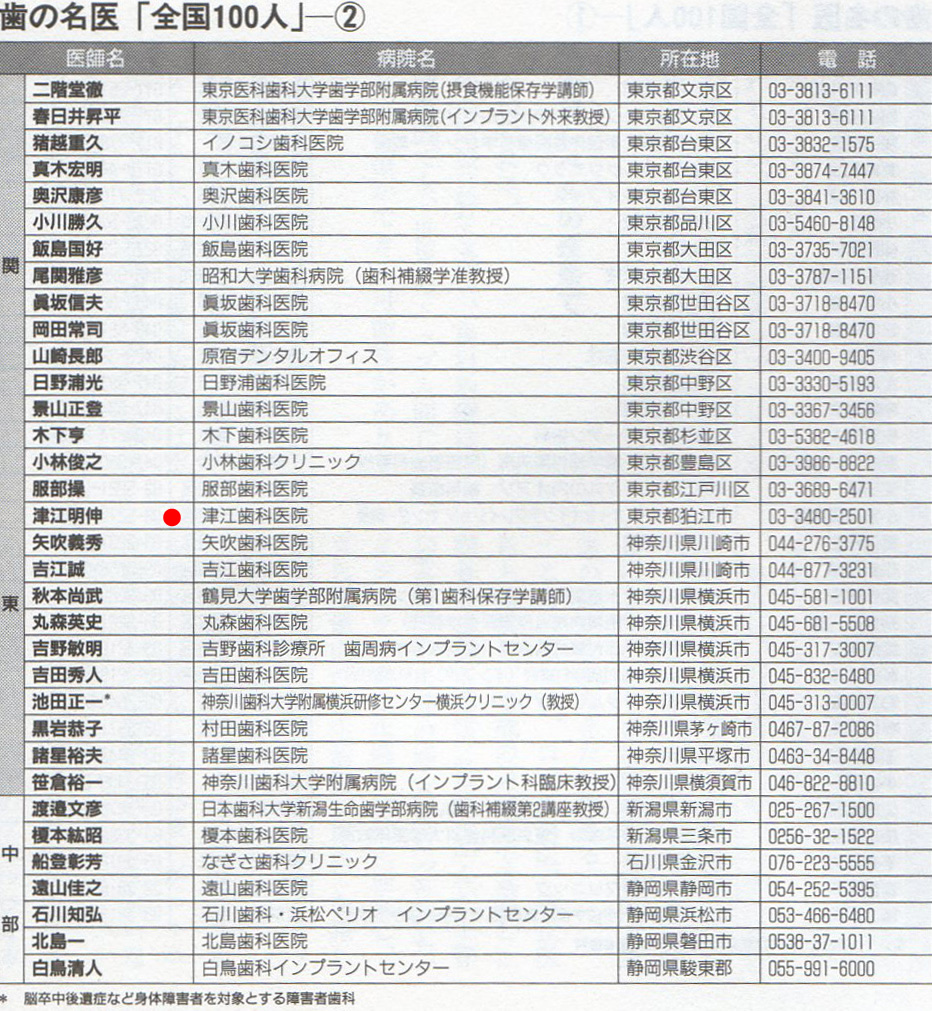 歯の名医「全国100人」―②
医師名 病院名 所在地 電 話
関東
二階堂徹 東京医科歯科大学歯学部附属病院(摂食機能保存学講師) 東京都文京区 03-3813-6111
春日井昇平 東京医科歯科大学歯学部附属病院(インプラント外来教授) 東京都文京区 03-3813-6111
猪越重久 イノコシ歯科医院 東京都台東区 03-3832-1575
真木宏明 真木歯科医院 東京都台東区 03-3874-7447
奥沢康彦 奥沢歯科医院 東京都台東区 03-3841-3610
小川勝久 小川歯科医院 東京都品川区 03-5460-8148
飯島国好 飯島歯科医院 東京都大田区 03-3735-7021
尾関雅彦 昭和大学歯科病院(歯科補綴学准教授) 東京都大田区 03-3787-1151
眞坂信夫 眞坂歯科医院 東京都世田谷区 03-3718-8470
岡田常司 眞坂歯科医院 東京都世田谷区 03-3718-8470
山崎長郎 原宿デンタルオフィス 東京都渋谷区 03-3400-9405
日野浦光 日野浦歯科医院 東京都中野区 03-3330-5193
景山正登 景山歯科医院 東京都中野区 03-3367-3456
木下亨 木下歯科医院 東京都杉並区 03-5382-4618
小林俊之 小林歯科クリニック 東京都豊島区 03-3986-8822
服部操 服部歯科医院 東京都江戸川区 03-3689-6471
津江明伸 津江歯科医院 東京都狛江市 03-3480-2501
矢吹義秀 矢吹歯科医院 神奈川県川崎市 044-276-3775
吉江誠 吉江歯科医院 神奈川県川崎市 044-877-3231
秋本尚武 鶴見大学歯学部附属病院(第1歯科保存学講師) 神奈川県横浜市 045-581-1001
丸森英史 丸森歯科医院 神奈川県横浜市 045-681-5508
吉野敏明 吉野歯科診療所 歯周病インプラントセンター 神奈川県横浜市 045-317-3007
吉田秀人 吉田歯科医院 神奈川県横浜市 045-832-6480
池田正一* 神奈川歯科大学附属横浜研修センター横浜クリニック(教授) 神奈川県横浜市 045-313-0007
黒岩恭子 村田歯科医院 神奈川県茅ヶ崎市 0467-87-2086
諸星裕夫 諸星歯科医院 神奈川県平塚市 0463-34-8448
笹倉裕一 神奈川歯科大学附属病院(インプラント科臨床教授) 神奈川県横須賀市 046-822-8810
中部
渡邉文彦 日本歯科大学新潟生命歯学部病院(歯科補綴第2講座教授) 新潟県新潟市 025-267-1500
榎本紘昭 榎本歯科医院 新潟県三条市 0256-32-1522
船登彰芳 なぎさ歯科クリニック 石川県金沢市 076-223-5555
遠山佳之 遠山歯科医院 静岡県静岡市 054-252-5395
石川知弘 石川歯科・浜松ペリオ インプラントセンター 静岡県浜松市 053-466-6480
北島一 北島歯科医院 静岡県磐田市 0538-37-1011
白鳥清人 白鳥歯科インプラントセンター 静岡県駿東郡 055-991-6000
* 脳卒中後遺症など身体障害者を対象とする障害者歯科